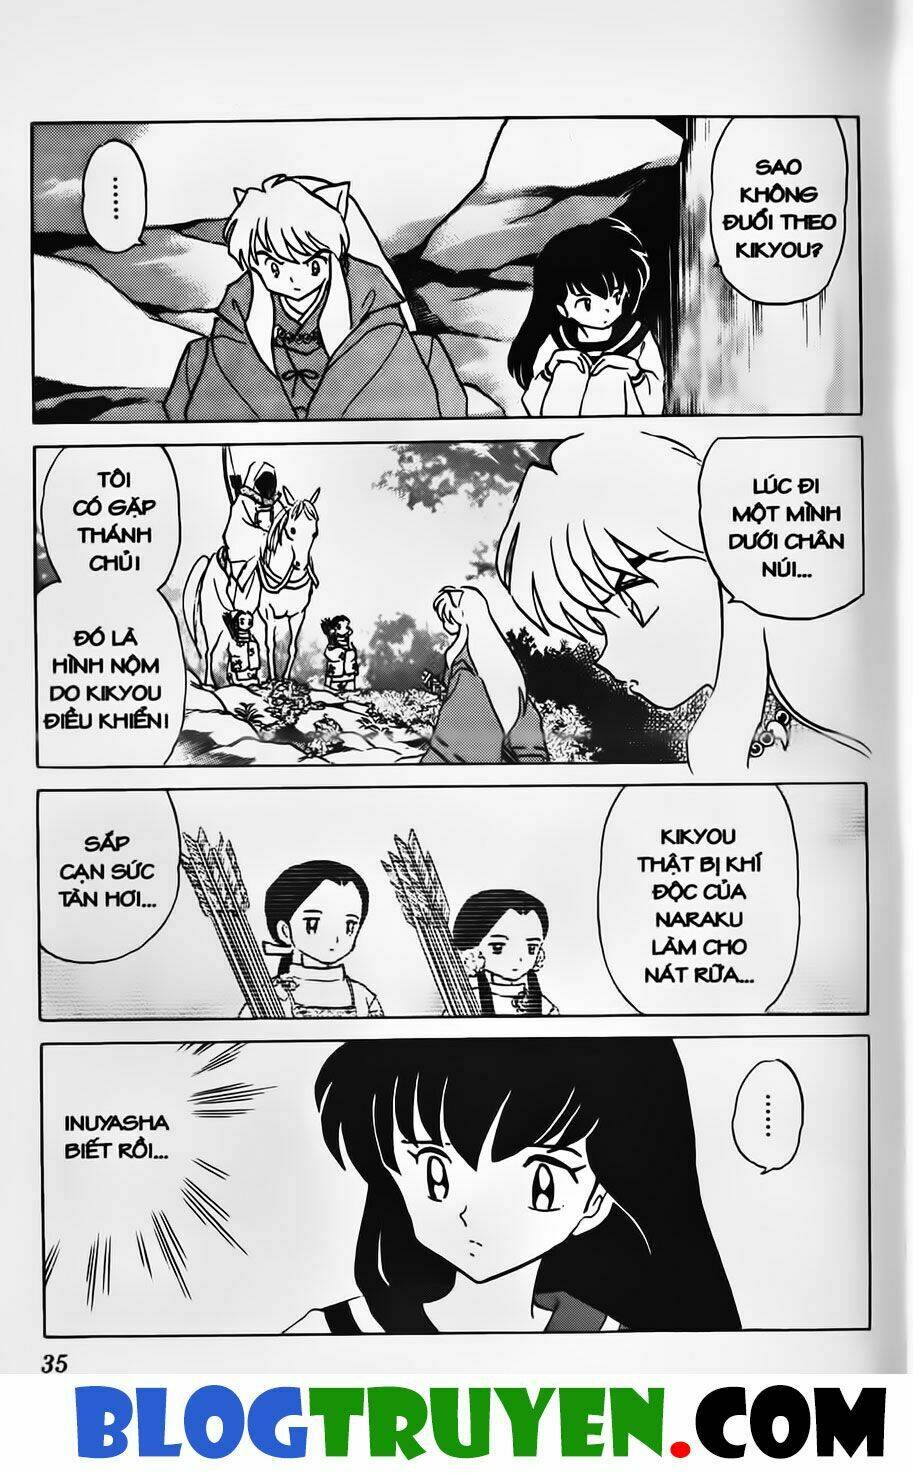 SAO
KHÔNG
ĐUỔI THEO
KIKYOU?
......
LÚC ĐI
MỘT MÌNH
DƯỚI CHÂN
NÚI...
TÔI
CÓ GẶP
THÁNH
CHỦ!
ĐÓ LÀ
HÌNH NỘM
DO KIKYOU
ĐIỀU KHIỂN!
KIKYOU
THẬT BỊ KHÍ
ĐỘC CỦA
NARAKU
LÀM CHO
NÁT RỮA...
SẮP
CẠN SỨC
TÀN HƠI...
......
INUYASHA
BIẾT RỒI...
35
BLOGTRUYEN.COM